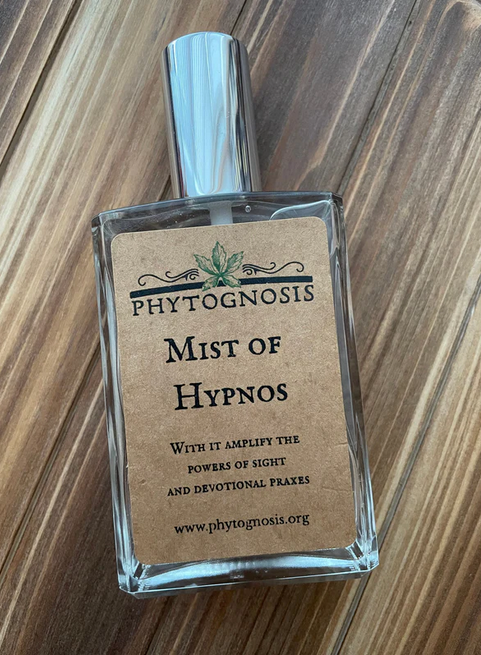 PHYTOGNOSIS
MIST OF
HYPNOS
WITH IT AMPLIFY THE
POWERS OF SIGHT
AND DEVOTIONAL PRAXES
www.phytognosis.org